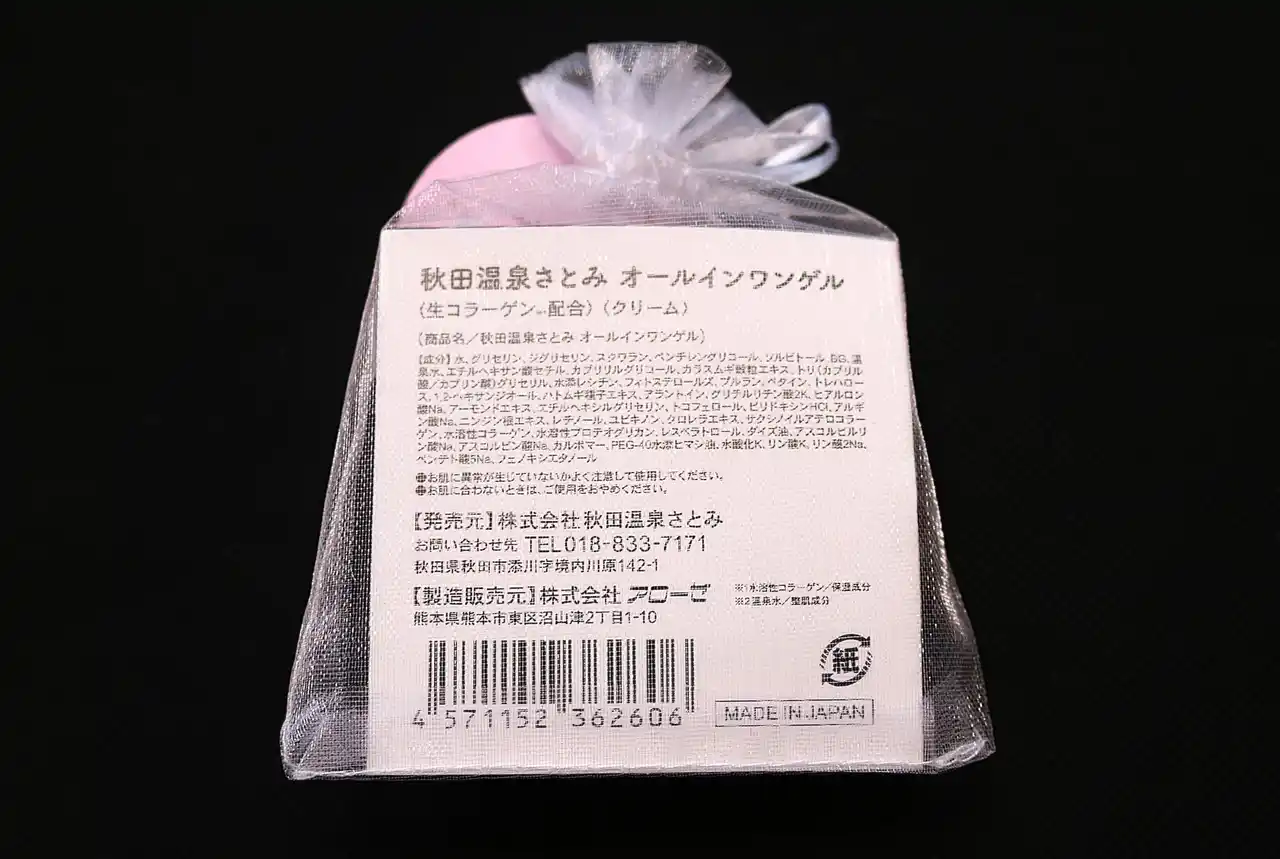 秋田温泉さとみ オールインワンゲル
(生コラーゲン※1配合)(クリーム)
(商品名/秋田温泉さとみ オールインワンゲル)
【成分】水、グリセリン、ジグリセリン、スクワラン、ペンチレングリコール、ソルビトール、BG、温
泉水、エチルヘキサン酸セチル、カプリリルグリコール、カラスムギ穀粒エキス、トリ(カプリル
酸/カプリン酸)グリセリル、水添レシチン、フィトステロールズ、プルラン、ベタイン、トレハロー
ス、1,2-ヘキサンジオール、ハトムギ種子エキス、アラントイン、グリチルリチン酸2K、ヒアルロン
酸Na、アーモンドエキス、エチルヘキシルグリセリン、トコフェロール、ピリドキシンHCl、アルギ
ン酸Na、ニンジン根エキス、レチノール、ユビキノン、クロレラエキス、サクシノイルアテロコラー
ゲン、水溶性コラーゲン、水溶性プロテオグリカン、レスベラトロール、ダイズ油、アスコルビルリ
ン酸Na、アスコルビン酸Na、カルボマー、PEG-40水添ヒマシ油、水酸化K、リン酸K、リン酸2Na、
ペンテト酸5Na、フェノキシエタノール
●お肌に異常が生じていないかよく注意して使用してください。
●お肌に合わないときは、ご使用をおやめください。
【発売元】株式会社秋田温泉さとみ
お問い合わせ先 TEL018-833-7171
秋田県秋田市添川字境内川原142-1
【製造販売元】株式会社 アローゼ
※1水溶性コラーゲン/保湿成分
※2温泉水/整肌成分
熊本県熊本市東区沼山津2丁目1-10
紙
4 571152 362606
MADE IN JAPAN